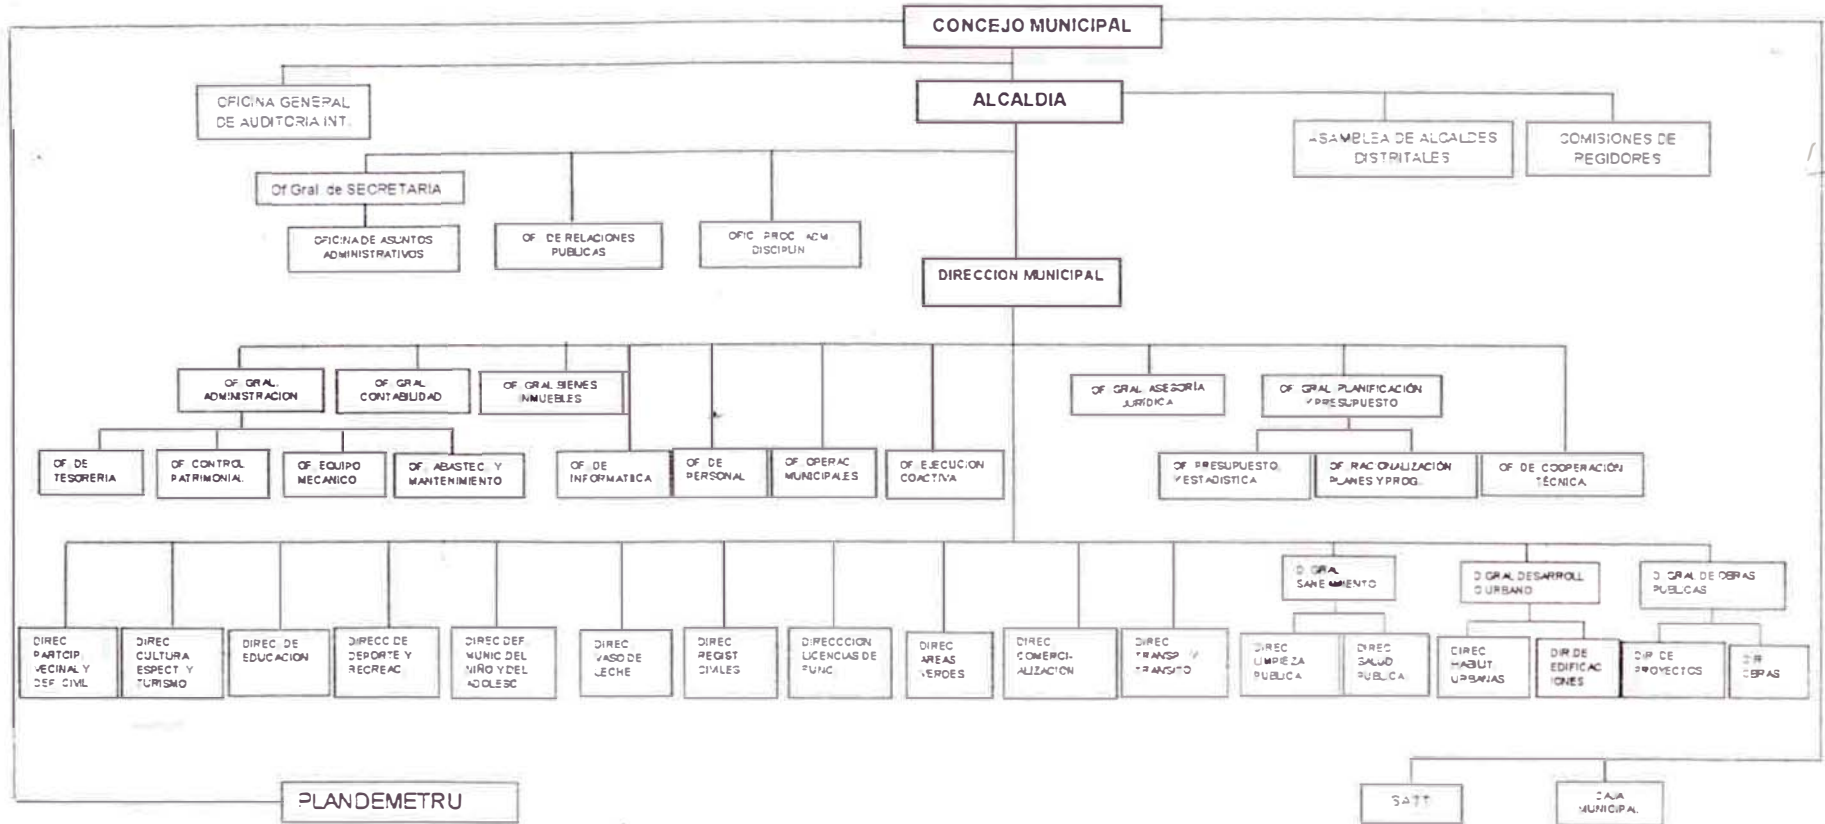 CONCEJO MUNICIPAL
ALCALDIA
OFICINA GENERAL
DE AUDITORIA INT.
ASAMBLEA DE ALCALDES
DISTRITALES
COMISIONES DE
REGIDORES
Of Gral. de SECRETARIA
OFICINA DE ASUNTOS
ADMINISTRATIVOS
OF. DE RELACIONES
PUBLICAS
OFIC. PROC. ADM.
DISCIPLIN
DIRECCION MUNICIPAL
OF. GRAL.
ADMINISTRACION
OF. GRAL
CONTABILIDAD
OF. GRAL BIENES
INMUEBLES
OF. GRAL ASESORÍA
JURÍDICA
OF. GRAL PLANIFICACIÓN
Y PRESUPUESTO
OF. DE
TESORERIA
OF. CONTROL
PATRIMONIAL
OF. EQUIPO
MECANICO
OF. ABASTEC. Y
MANTENIMIENTO
OF. DE
INFORMATICA
OF. DE
PERSONAL
OF. OPERAC.
MUNICIPALES
OF. EJECUCION
COACTIVA
OF. PRESUPUESTO
Y ESTADISTICA
OF. RACIONALIZACIÓN
PLANES Y PROG.
OF. DE COOPERACIÓN
TÉCNICA
D. GRAL
SANEAMIENTO
D. GRAL DESARROLL
O URBANO
D. GRAL DE OBRAS
PUBLICAS
DIREC
PARTCIP.
VECINAL Y
DEF. CIVIL
DIREC
CULTURA
ESPECT. Y
TURISMO
DIREC. DE
EDUCACION
DIRECC DE
DEPORTE Y
RECREAC.
DIREC DEF.
MUNIC DEL
NIÑO Y DEL
ADOLESC
DIREC
VASO DE
LECHE
DIREC
REGIST
CIVILES
DIRECCCION
LICENCIAS DE
FUNC.
DIREC
AREAS
VERDES
DIREC
COMERCI-
ALIZACIÓN
DIREC
TRANSP. Y
TRANSITO
DIREC
LIMPIEZA
PUBLICA
DIREC
SALUD
PUBLICA
DIREC
HABILIT.
URBANAS
DIR.DE
EDIFICAC
IONES
DIR. DE
PROYECTOS
DIR.
OBRAS
PLANDEMETRU
SATT
CAJA
MUNICIPAL